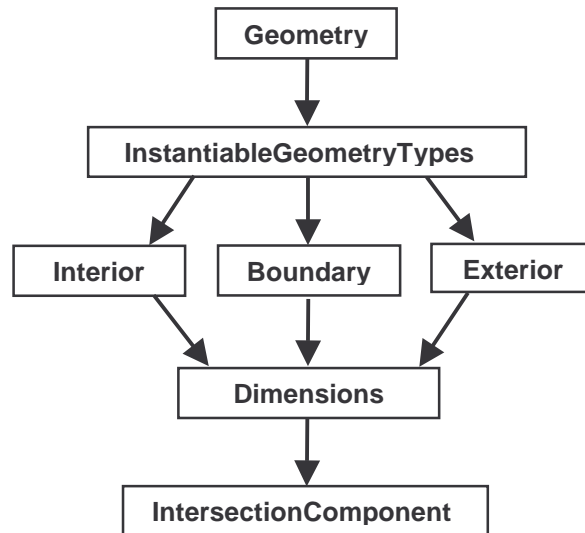 Geometry
InstantiableGeometryTypes
Interior
Boundary
Exterior
Dimensions
IntersectionComponent